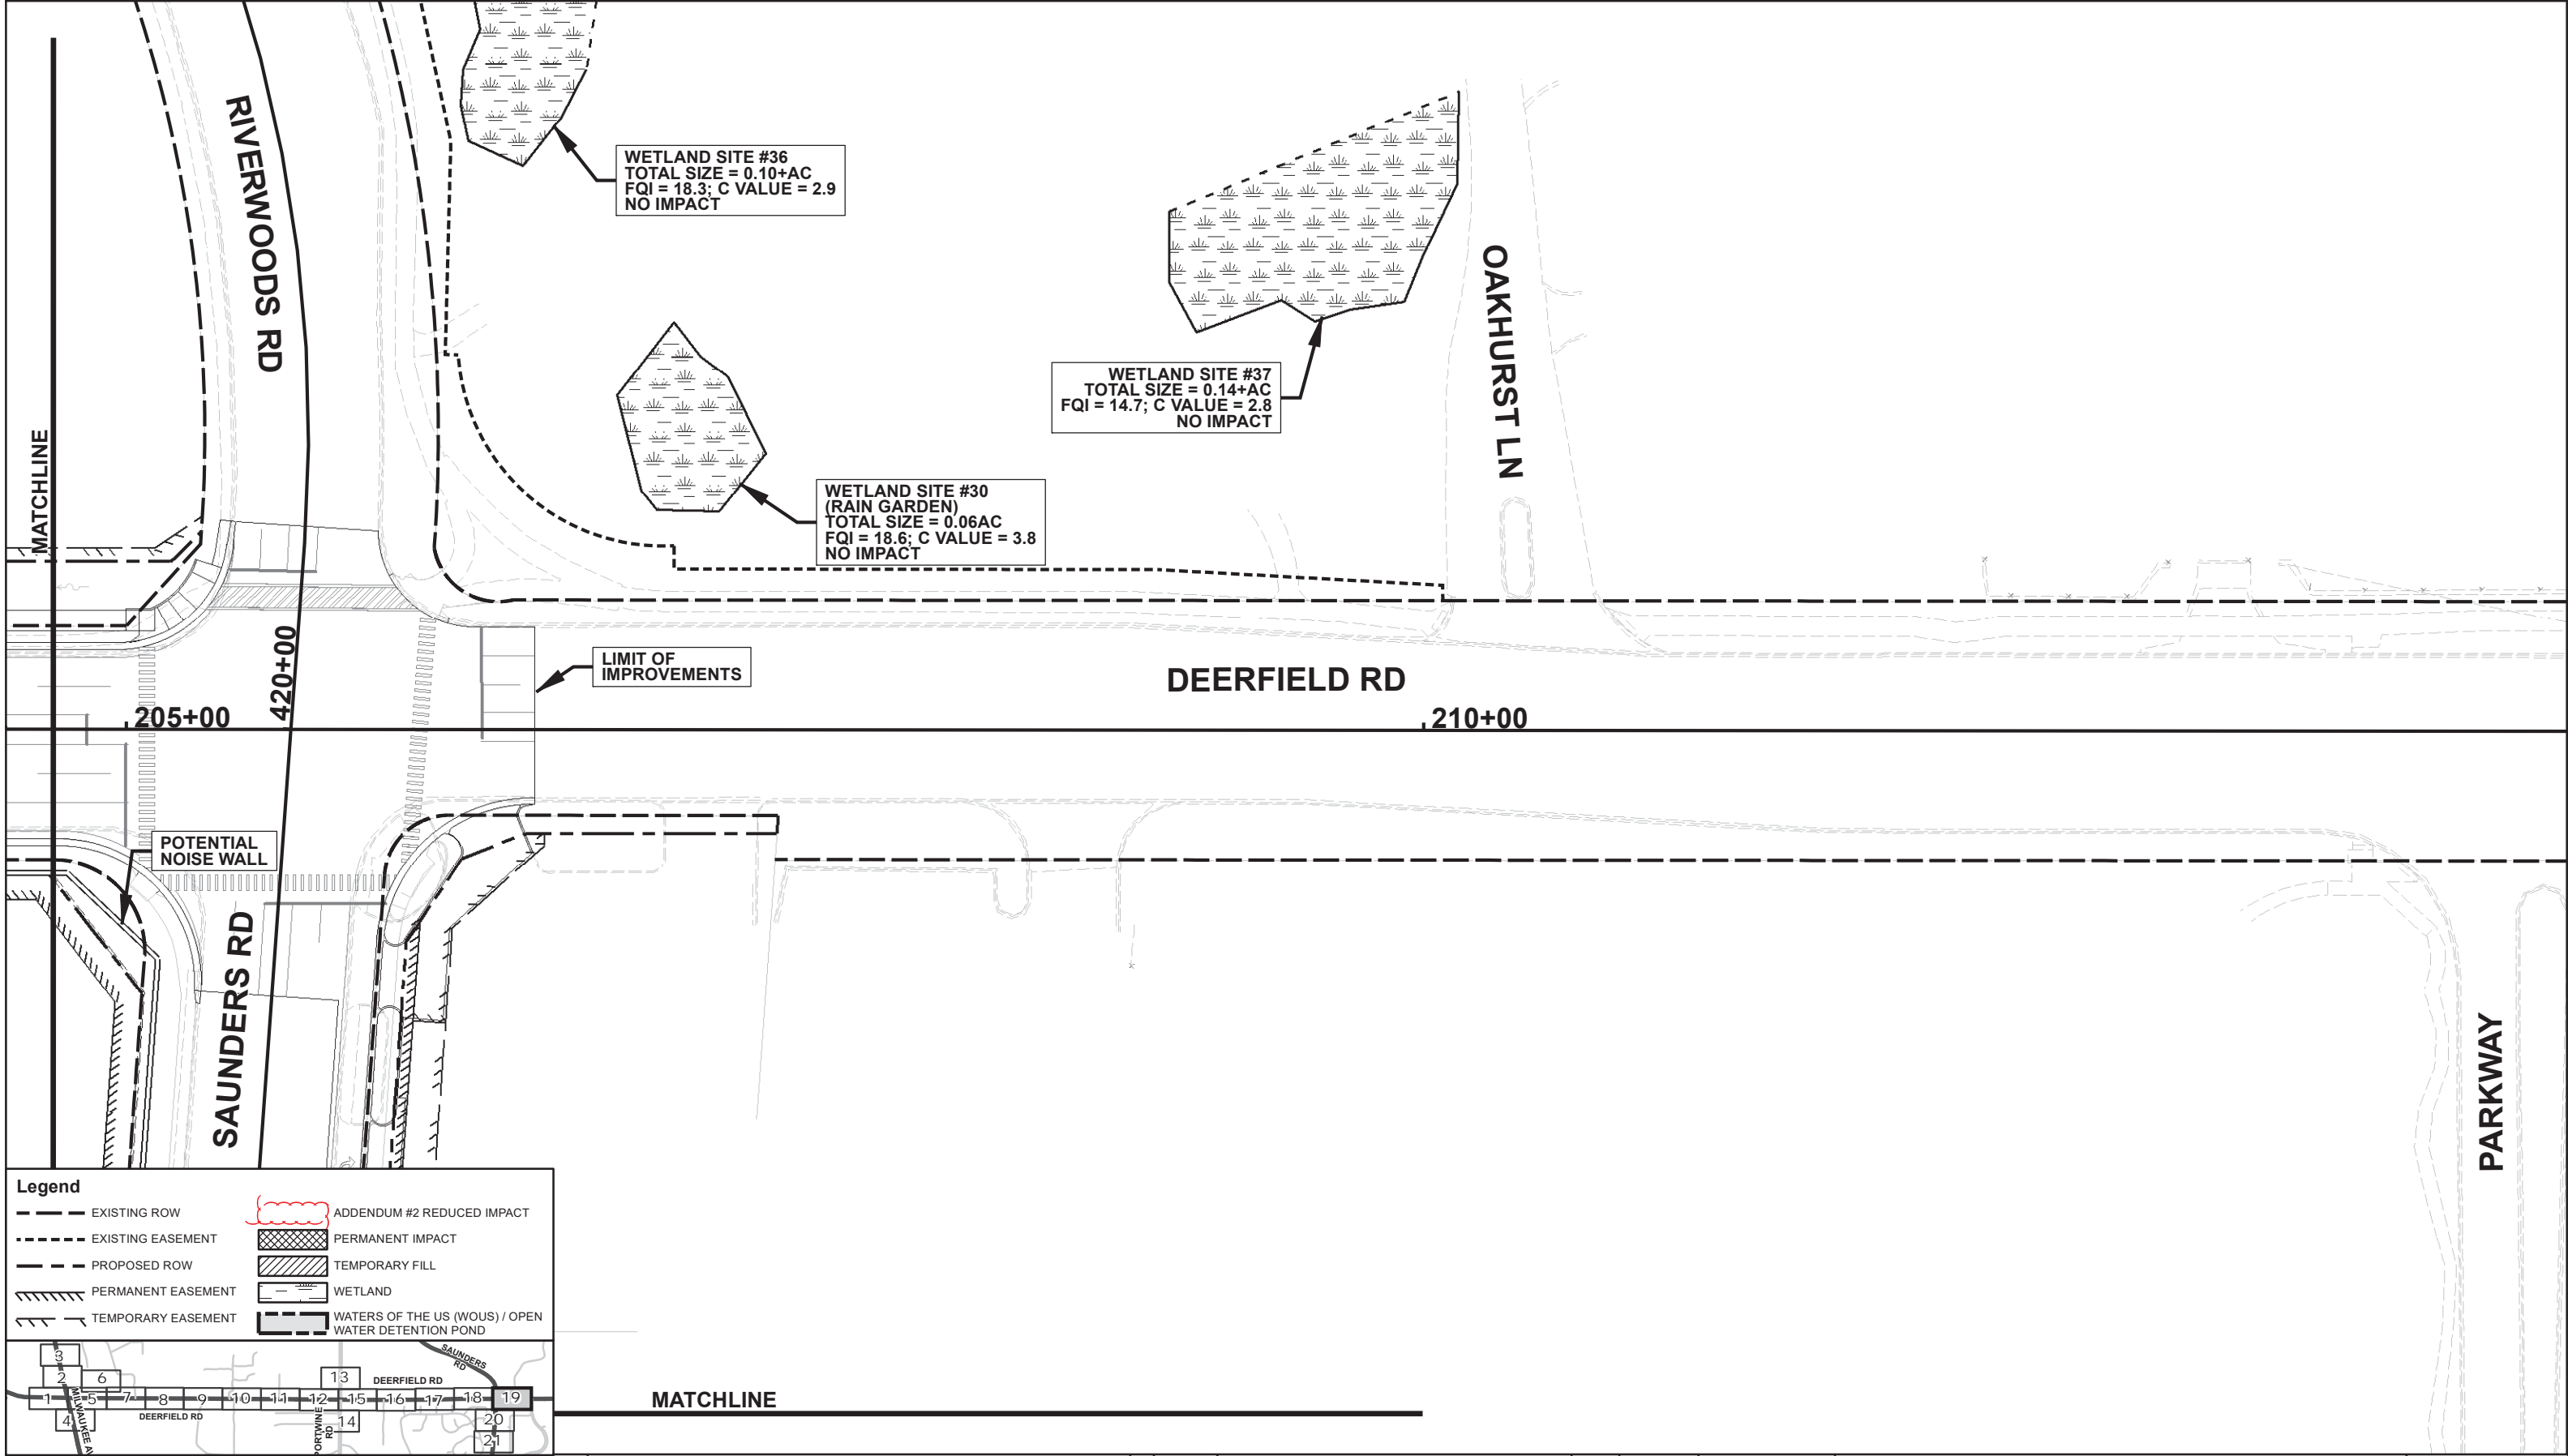 WETLAND SITE #36
TOTAL SIZE = 0.10+AC
FQI = 18.3; C VALUE = 2.9
NO IMPACT
RIVERWOODS RD
WETLAND SITE #37
TOTAL SIZE = 0.14+AC
FQI = 14.7; C VALUE = 2.8
NO IMPACT
OAKHURST LN
MATCHLINE
WETLAND SITE #30
(RAIN GARDEN)
TOTAL SIZE = 0.06AC
FQI = 18.6; C VALUE = 3.8
NO IMPACT
LIMIT OF
IMPROVEMENTS
DEERFIELD RD
420+00
205+00
210+00
POTENTIAL
NOISE WALL
SAUNDERS RD
PARKWAY
Legend
EXISTING ROW
EXISTING EASEMENT
PROPOSED ROW
PERMANENT EASEMENT
TEMPORARY EASEMENT
ADDENDUM #2 REDUCED IMPACT
PERMANENT IMPACT
TEMPORARY FILL
WETLAND
WATERS OF THE US (WOUS) / OPEN
WATER DETENTION POND
SAUNDERS
RD
3
2
6
13
DEERFIELD RD
1
5
7
8
9
10
11
12
15
16
17
18
19
4
MILWAUKEE AV
DEERFIELD RD
PORTWINE
RD
14
20
21
MATCHLINE